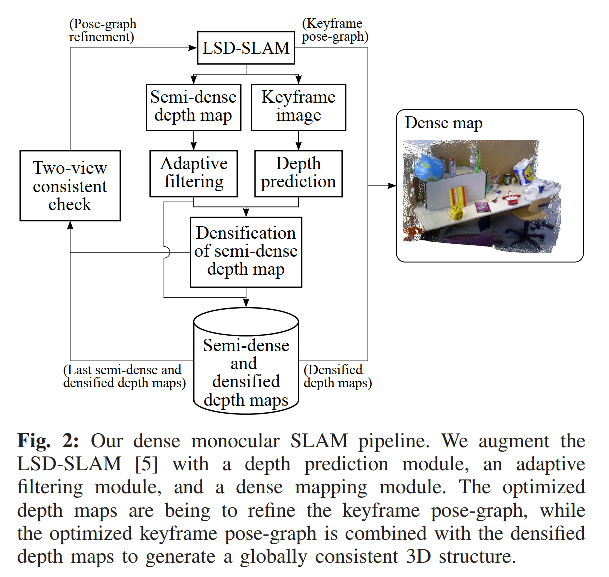 (Pose-graph
refinement)
(Keyframe
pose-graph)
LSD-SLAM
Semi-dense
depth map
Keyframe
image
Dense map
Two-view
consistent
check
Adaptive
filtering
Depth
prediction
Densification
of semi-dense
depth map
(Last semi-dense and
densified depth maps)
Semi-dense
and
densified
depth maps
(Densified
depth maps)
Fig. 2: Our dense monocular SLAM pipeline. We augment the
LSD-SLAM [5] with a depth prediction module, an adaptive
filtering module, and a dense mapping module. The optimized
depth maps are being to refine the keyframe pose-graph, while
the optimized keyframe pose-graph is combined with the densified
depth maps to generate a globally consistent 3D structure.